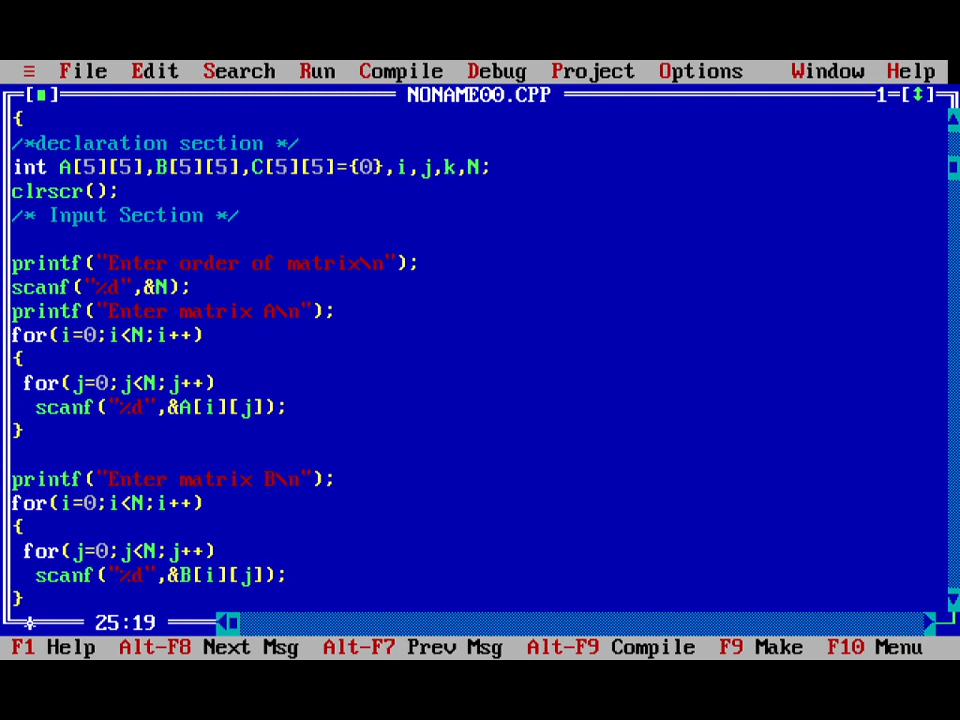 ≡ File Edit Search Run Compile Debug Project Options Window Help
[■] NONAME00.CPP 1=[↕]
{
/*declaration section */
int A[5][5],B[5][5],C[5][5]={0},i,j,k,N;
clrscr();
/* Input Section */
printf("Enter order of matrix\n");
scanf("%d",&N);
printf("Enter matrix A\n");
for(i=0;i<N;i++)
{
for(j=0;j<N;j++)
scanf("%d",&A[i][j]);
}
printf("Enter matrix B\n");
for(i=0;i<N;i++)
{
for(j=0;j<N;j++)
scanf("%d",&B[i][j]);
}
25:19
F1 Help Alt-F8 Next Msg Alt-F7 Prev Msg Alt-F9 Compile F9 Make F10 Menu